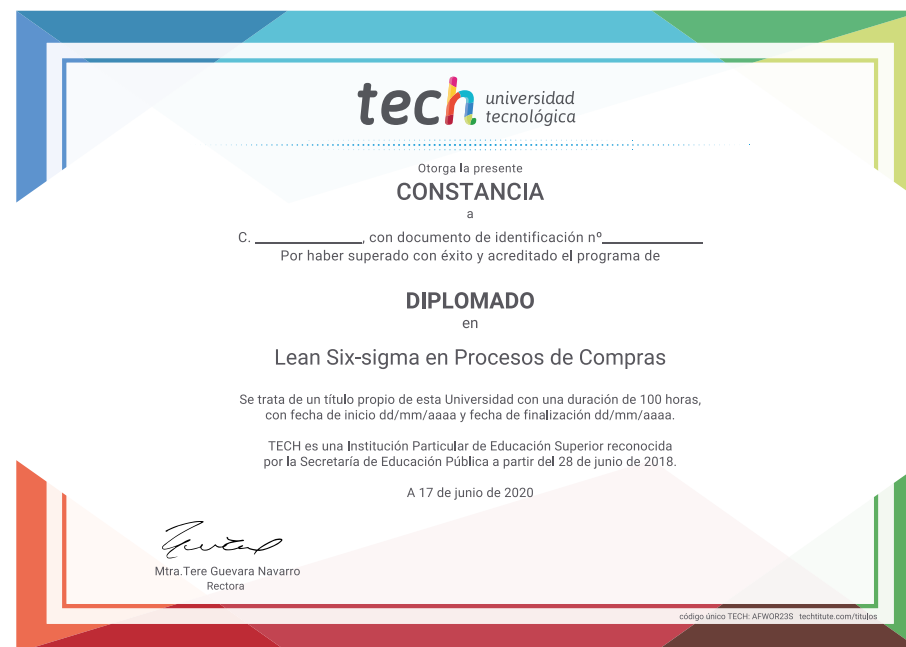 tech universidad
tecnológica
Otorga la presente
CONSTANCIA
a
C. ______________, con documento de identificación nº_____________
Por haber superado con éxito y acreditado el programa de
DIPLOMADO
en
Lean Six-sigma en Procesos de Compras
Se trata de un título propio de esta Universidad con una duración de 100 horas,
con fecha de inicio dd/mm/aaaa y fecha de finalización dd/mm/aaaa.
TECH es una Institución Particular de Educación Superior reconocida
por la Secretaría de Educación Pública a partir del 28 de junio de 2018.
A 17 de junio de 2020
Mtra.Tere Guevara Navarro
Rectora
código único TECH: AFWOR23S techtitute.com/titulos